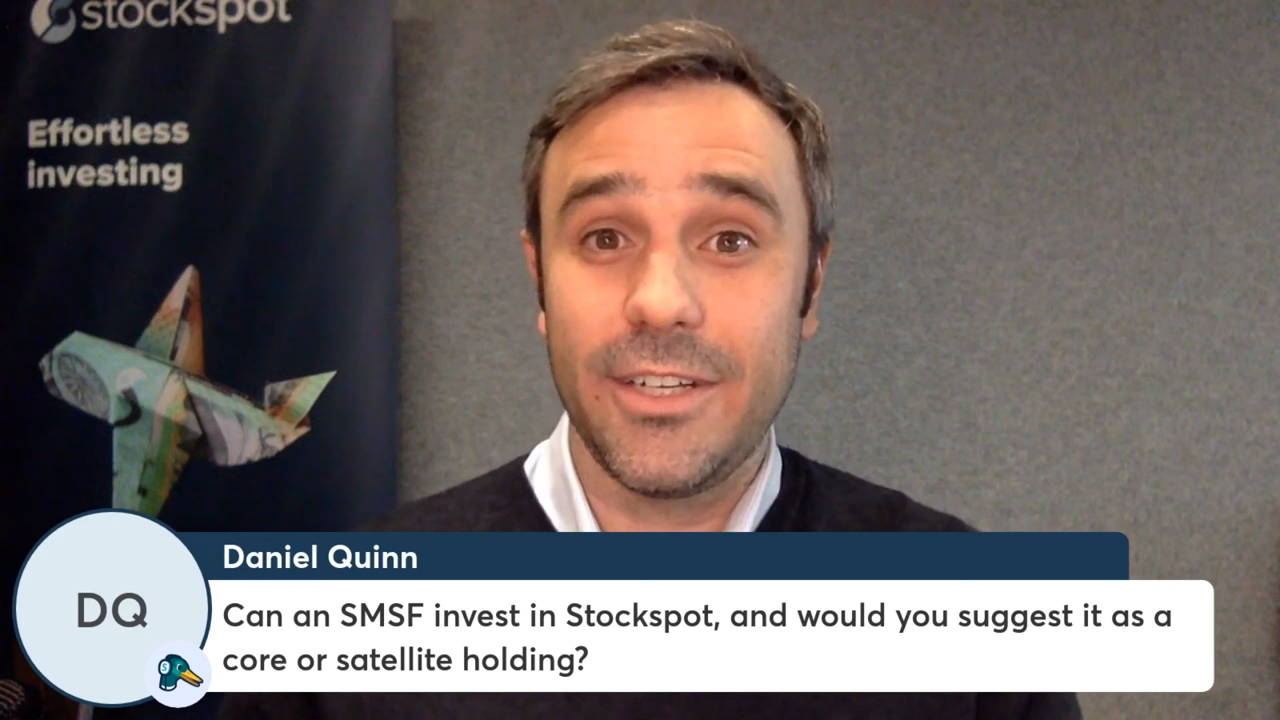 stockspot
Effortless
investing
Daniel Quinn
DQ
Can an SMSF invest in Stockspot, and would you suggest it as a
core or satellite holding?